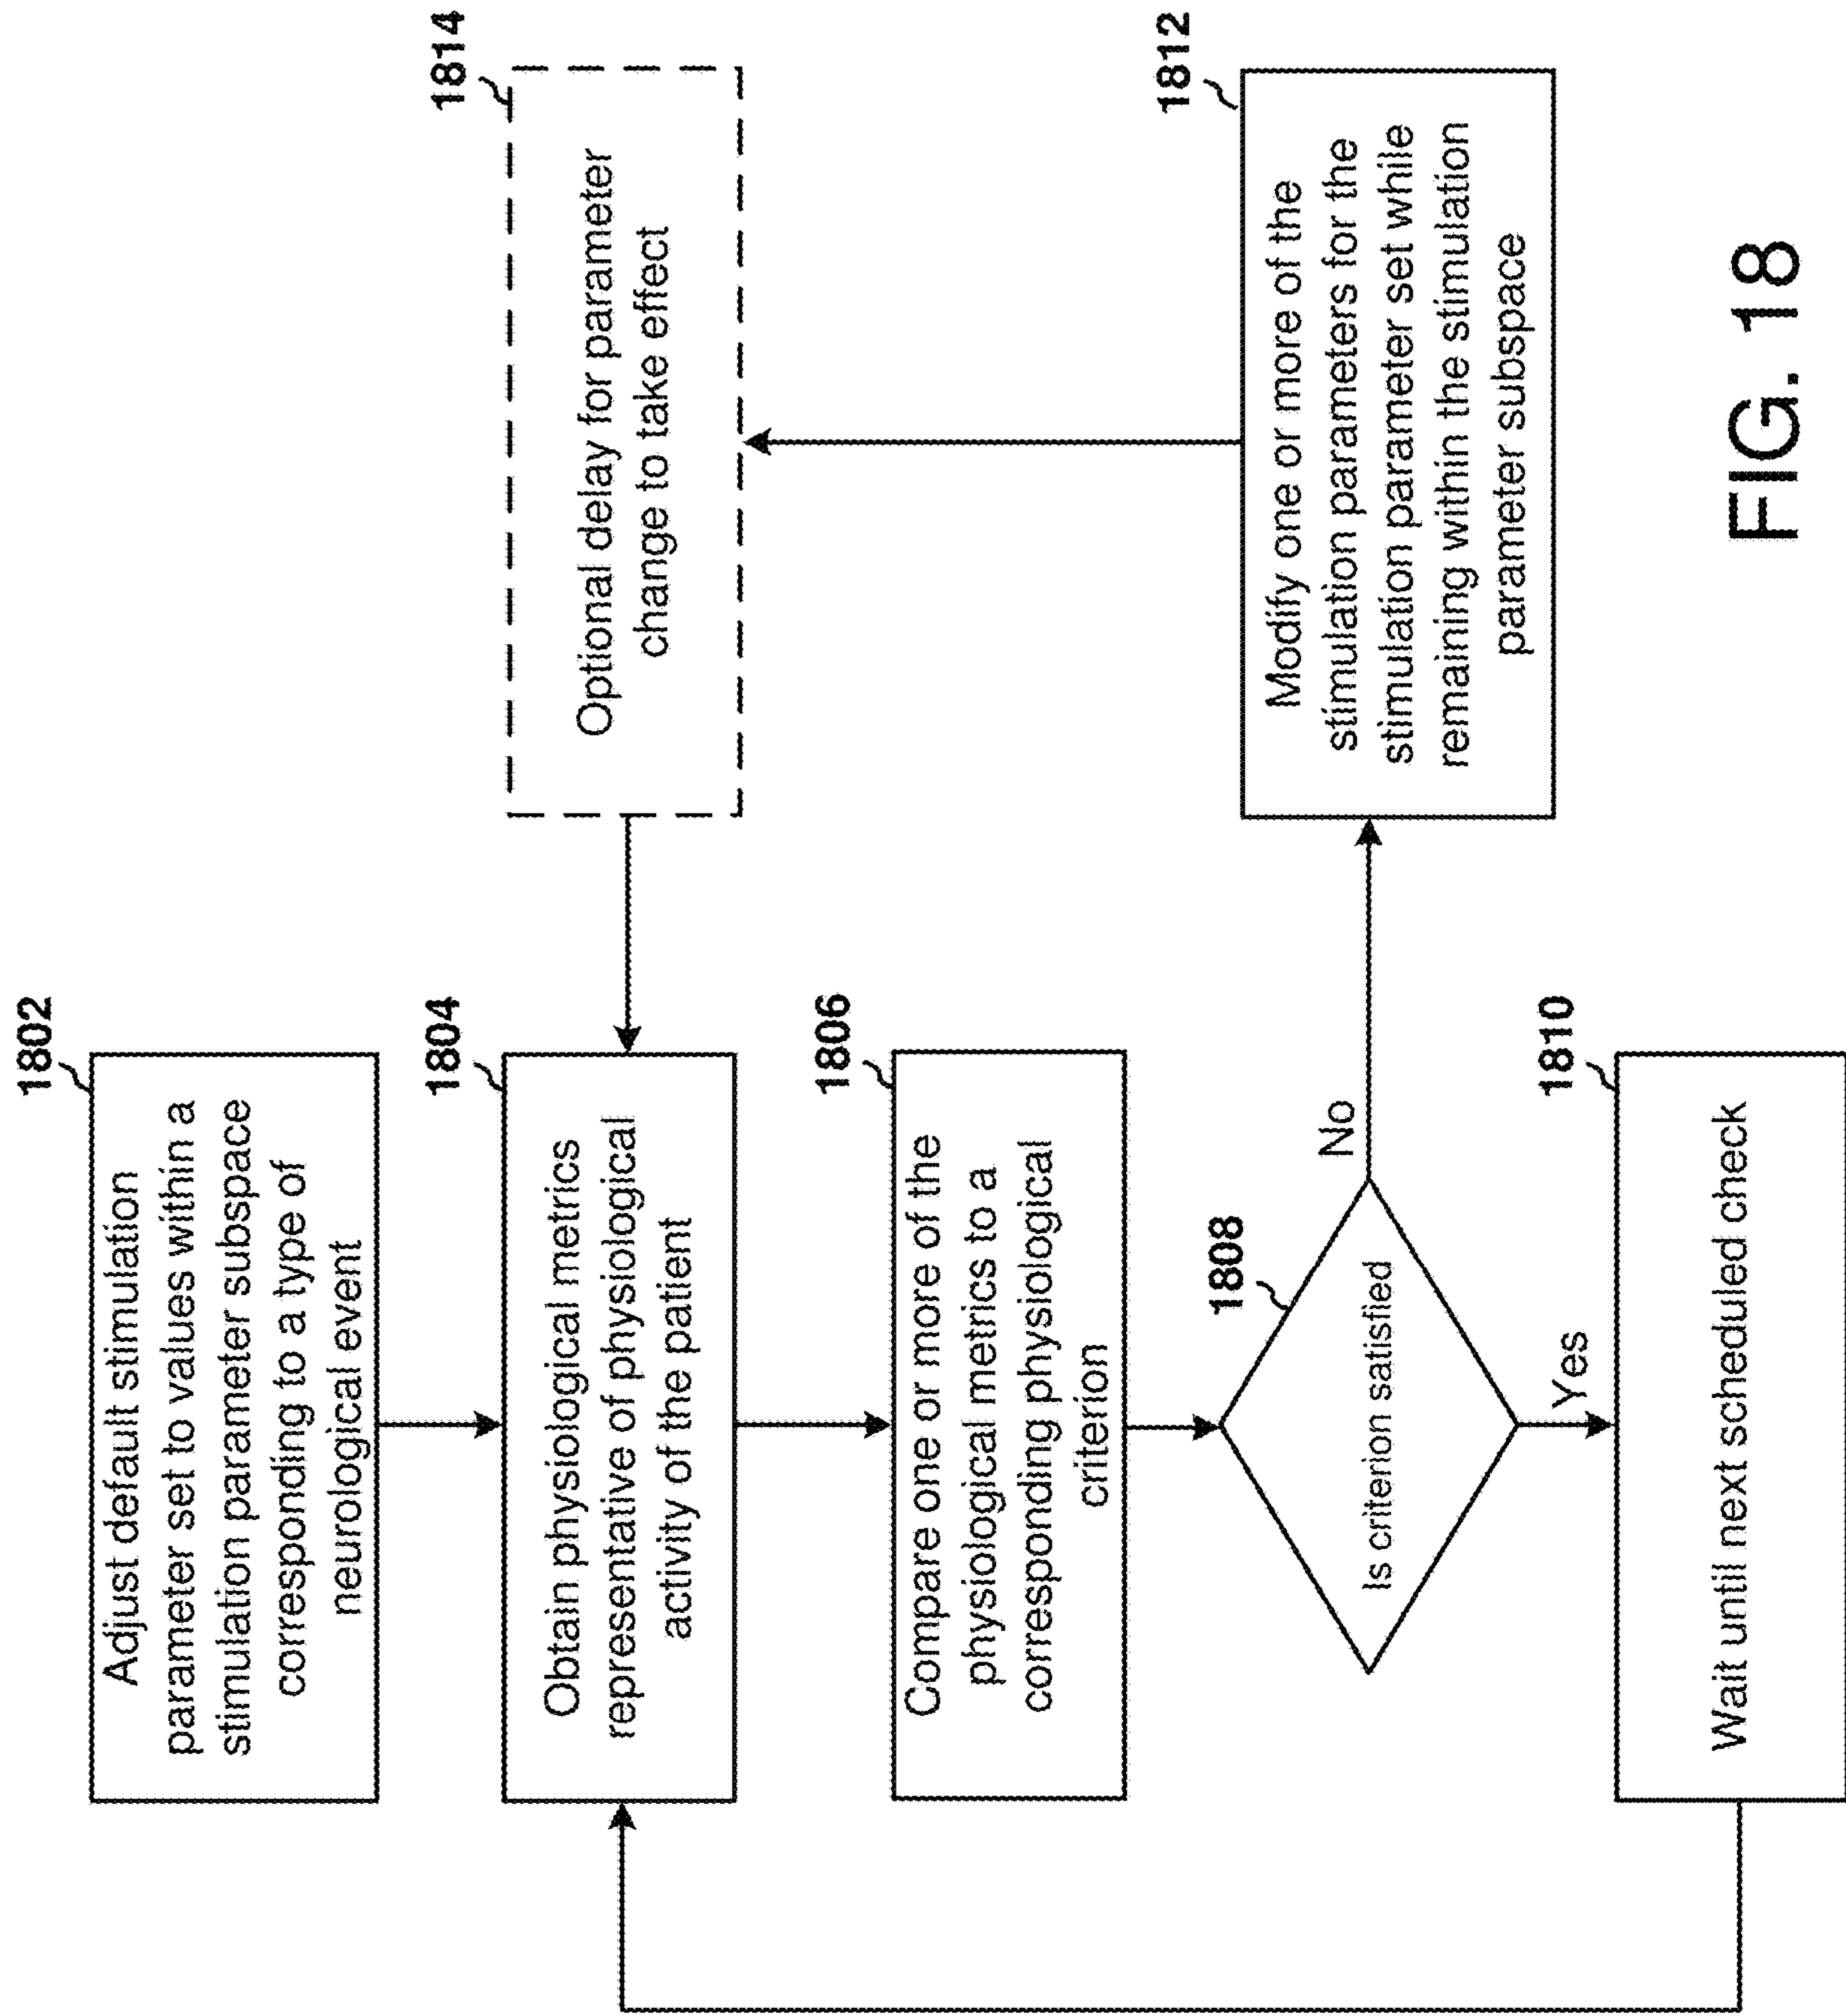 1802
Adjust default stimulation
parameter set to values within a
stimulation parameter subspace
corresponding to a type of
neurological event
1804
Obtain physiological metrics
representative of physiological
activity of the patient
1806
Compare one or more of the
physiological metrics to a
corresponding physiological
criterion
1808
Is criterion satisfied
No
Yes
1810
Wait until next scheduled check
1812
Modify one or more of the
stimulation parameters for the
stimulation parameter set while
remaining within the stimulation
parameter subspace
1814
Optional delay for parameter
change to take effect
FIG. 18